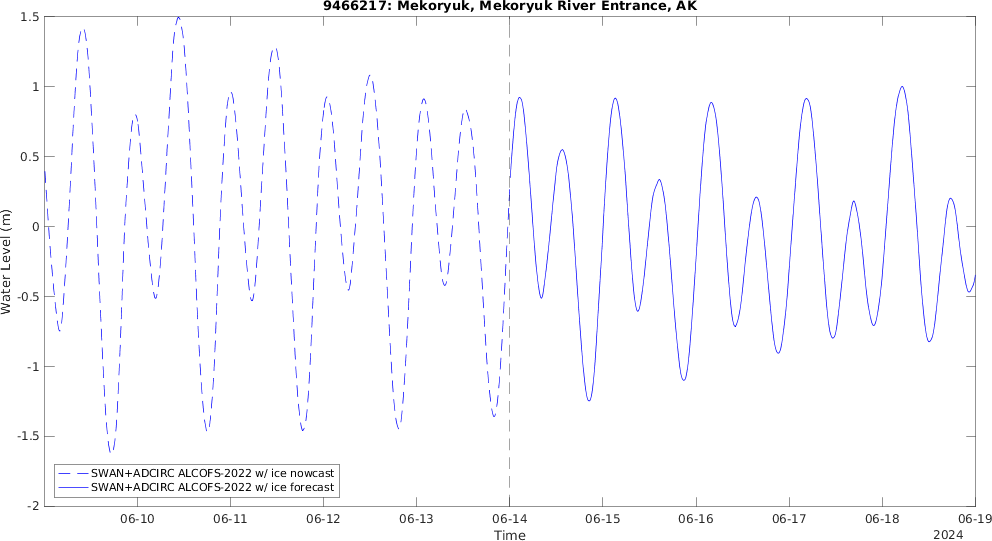 9466217: Mekoryuk, Mekoryuk River Entrance, AK
1.5
1
0.5
0
-0.5
-1
-1.5
-2
Water Level (m)
SWAN+ADCIRC ALCOFS-2022 w/ ice nowcast
SWAN+ADCIRC ALCOFS-2022 w/ ice forecast
06-10 06-11 06-12 06-13 06-14 06-15 06-16 06-17 06-18 06-19
Time
2024